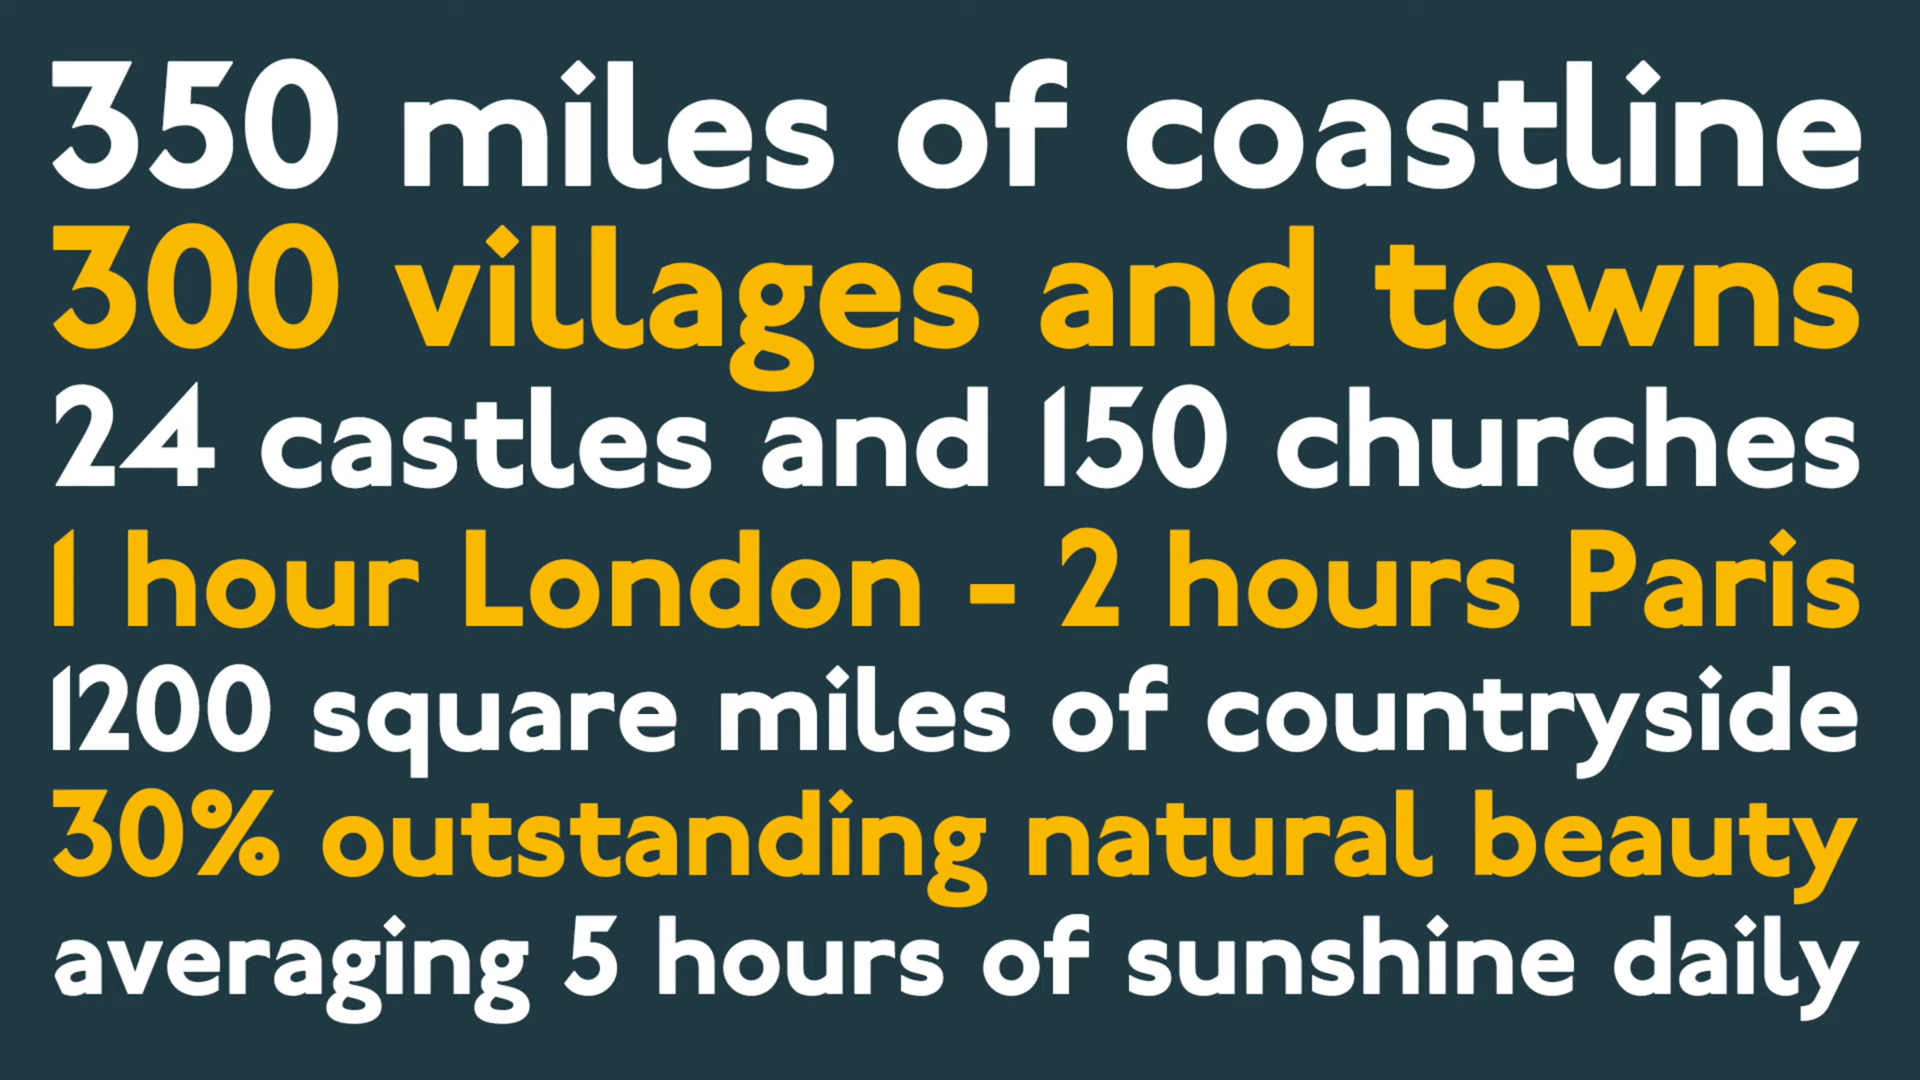 350 miles of coastline
300 villages and towns
24 castles and 150 churches
1 hour London - 2 hours Paris
1200 square miles of countryside
30% outstanding natural beauty
averaging 5 hours of sunshine daily